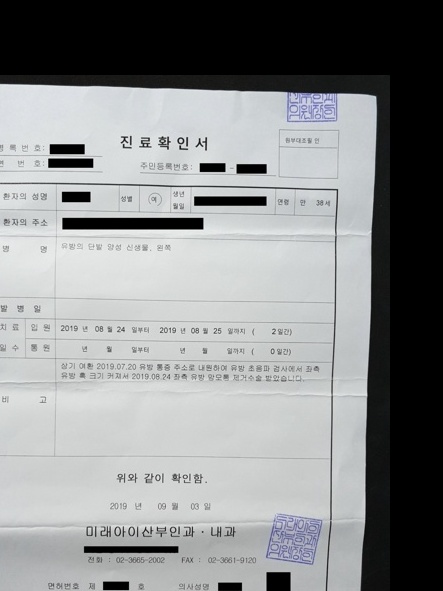 진료확인서
원부대조필 인
록 번 호:
번 호:
주민등록번호: -
환자의 성명 성별 여 생년월일 연령 만 38세
환자의 주소
병 명 유방의 단발 양성 신생물, 왼쪽
발 병 일
치료 입 원 2019 년 08 월 24 일부터 2019 년 08 월 25 일까지 ( 2 일간)
일수 통 원 년 월 일부터 년 월 일까지 ( 0 일간)
상기 여환 2019.07.20 유방 통증 주소로 내원하여 유방 초음파 검사에서 좌측
유방 혹 크기 커져서 2019.08.24 좌측 유방 맘모톰 제거수술 받았습니다.
비 고
위와 같이 확인함.
2019 년 09 월 03 일
미래아이산부인과 · 내과
전화 : 02-3665-2002 FAX : 02-3661-9120
면허번호 제 호 의사성명